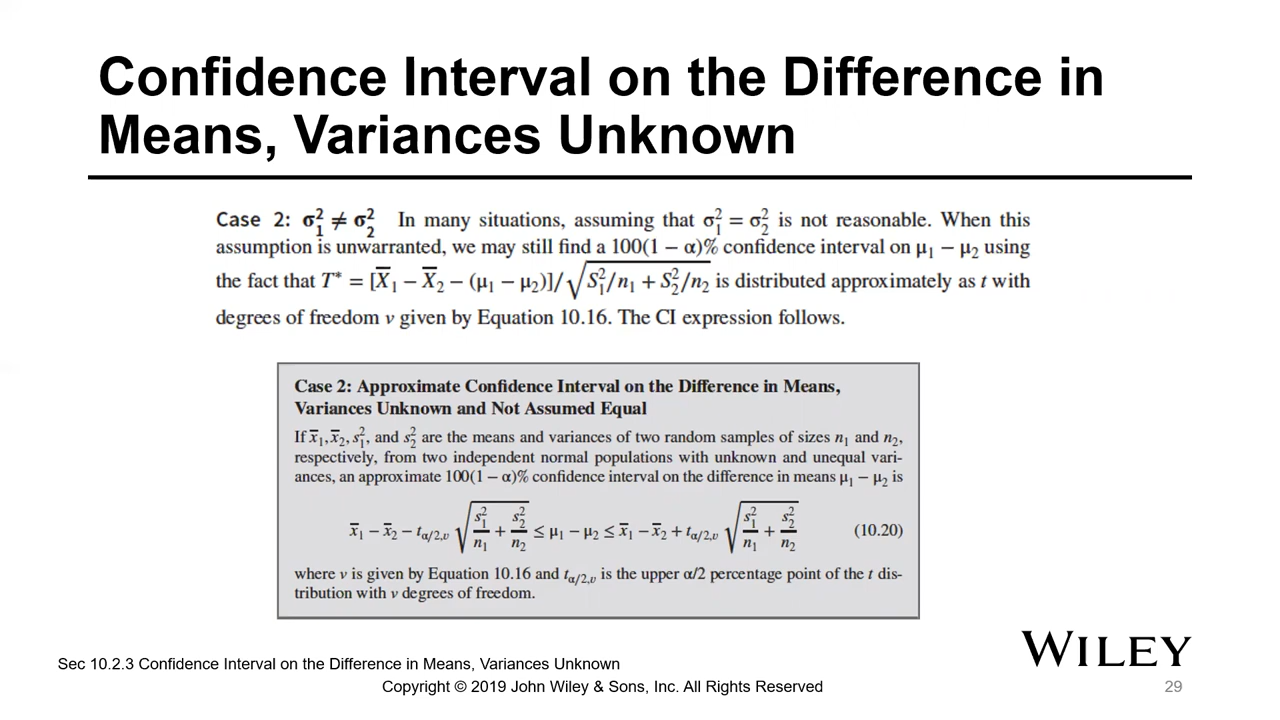 Confidence Interval on the Difference in
Means, Variances Unknown
Case 2: σ₁² ≠ σ₂² In many situations, assuming that σ₁² = σ₂² is not reasonable. When this
assumption is unwarranted, we may still find a 100(1 − α)% confidence interval on μ₁ − μ₂ using
the fact that T* = [X̄₁ − X̄₂ − (μ₁ − μ₂)]/√(S₁²/n₁ + S₂²/n₂) is distributed approximately as t with
degrees of freedom v given by Equation 10.16. The CI expression follows.
Case 2: Approximate Confidence Interval on the Difference in Means,
Variances Unknown and Not Assumed Equal
If x̄₁, x̄₂, s₁², and s₂² are the means and variances of two random samples of sizes n₁ and n₂,
respectively, from two independent normal populations with unknown and unequal vari-
ances, an approximate 100(1 − α)% confidence interval on the difference in means μ₁ − μ₂ is
x̄₁ − x̄₂ − t_α/2,υ √(s₁²/n₁ + s₂²/n₂) ≤ μ₁ − μ₂ ≤ x̄₁ − x̄₂ + t_α/2,υ √(s₁²/n₁ + s₂²/n₂) (10.20)
where v is given by Equation 10.16 and t_α/2,υ is the upper α/2 percentage point of the t dis-
tribution with v degrees of freedom.
WILEY
Sec 10.2.3 Confidence Interval on the Difference in Means, Variances Unknown
Copyright © 2019 John Wiley & Sons, Inc. All Rights Reserved
29